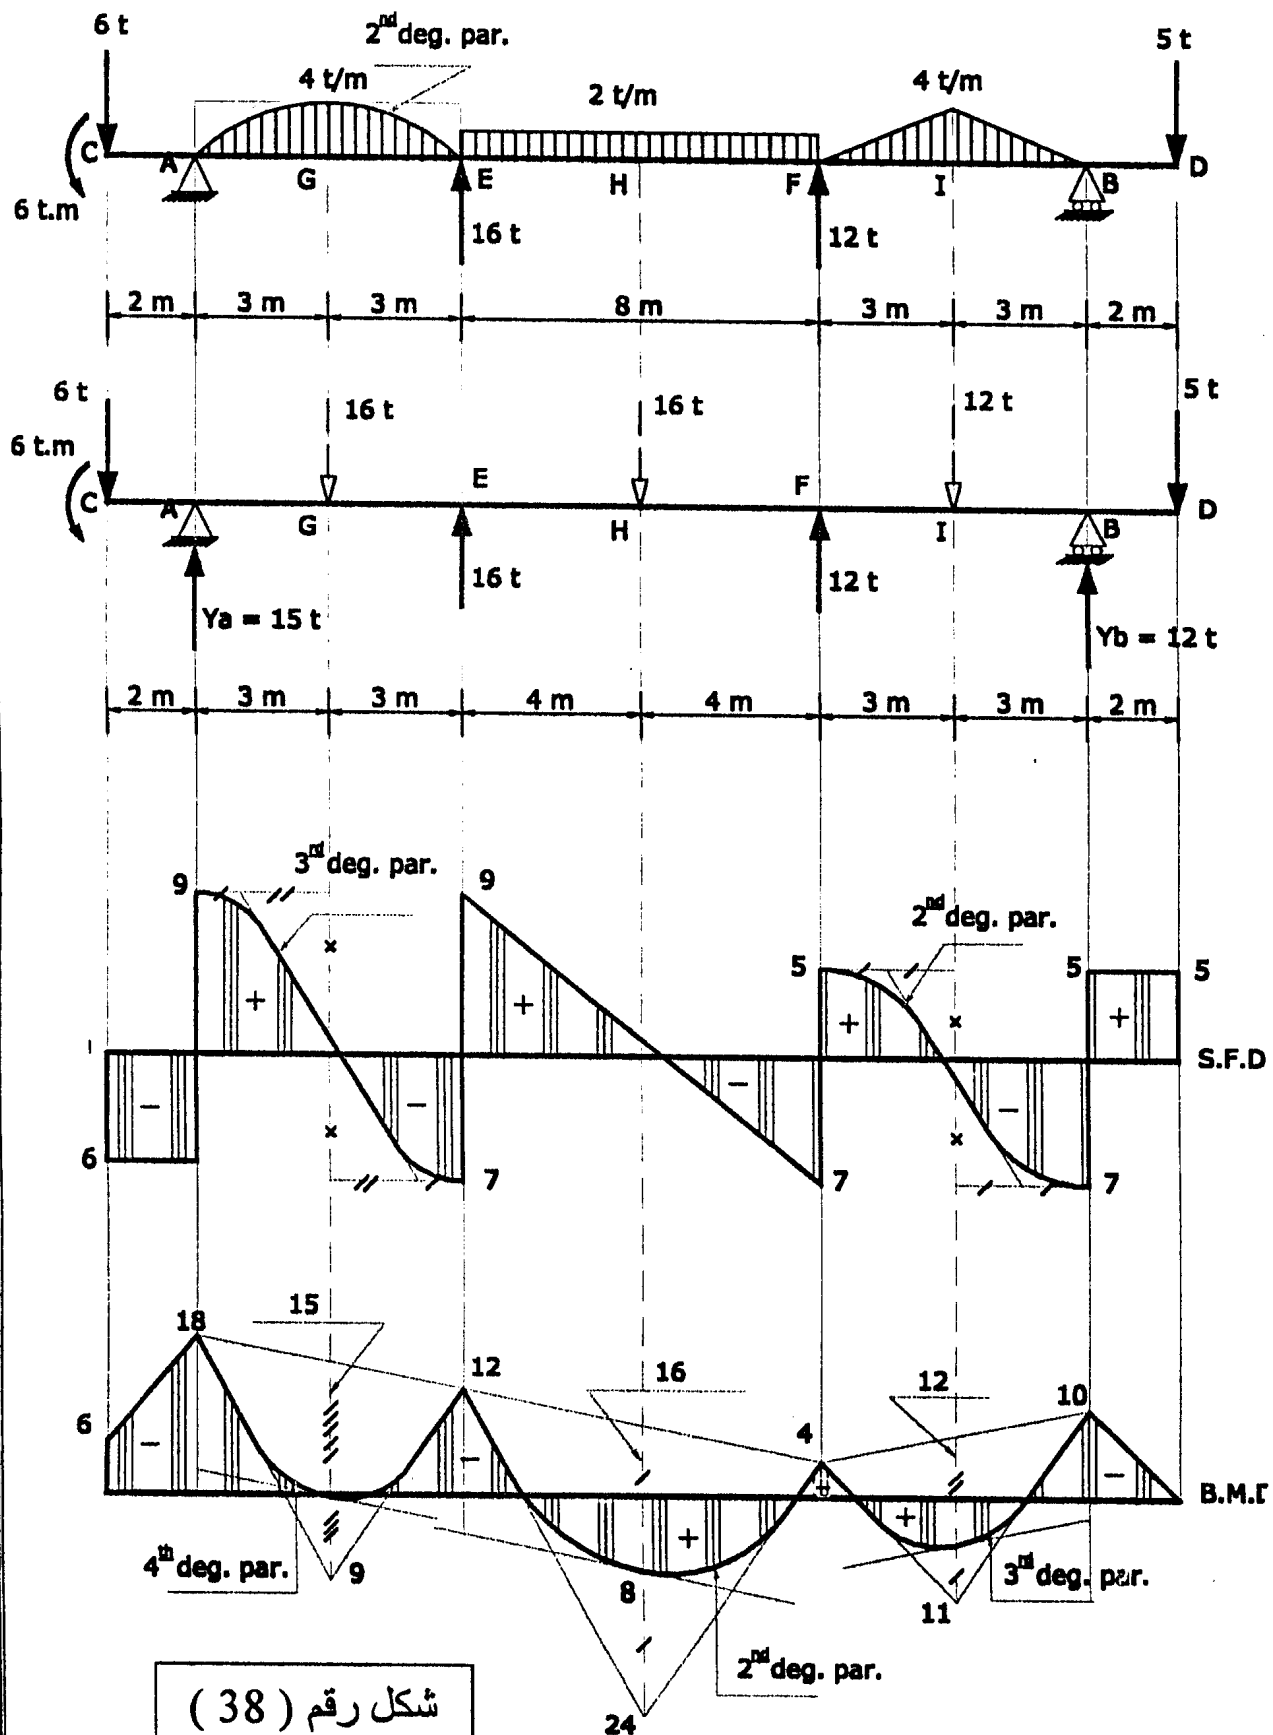 6 t
2nd deg. par.
5 t
4 t/m
2 t/m
4 t/m
C A G E H F I B D
6 t.m
16 t
12 t
2 m 3 m 3 m 8 m 3 m 3 m 2 m
6 t
16 t
16 t
12 t
5 t
6 t.m
C A G E H F I B D
16 t
12 t
Ya = 15 t
Yb = 12 t
2 m 3 m 3 m 4 m 4 m 3 m 3 m 2 m
3rd deg. par.
9
9
2nd deg. par.
5
5
5
+
+
+
+
S.F.D
−
−
−
−
6
7
7
7
15
18
12
16
12
10
6
4
−
−
−
+
+
B.M.D
4th deg. par.
9
8
11
3rd deg. par.
2nd deg. par.
24
شكل رقم ( 38 )